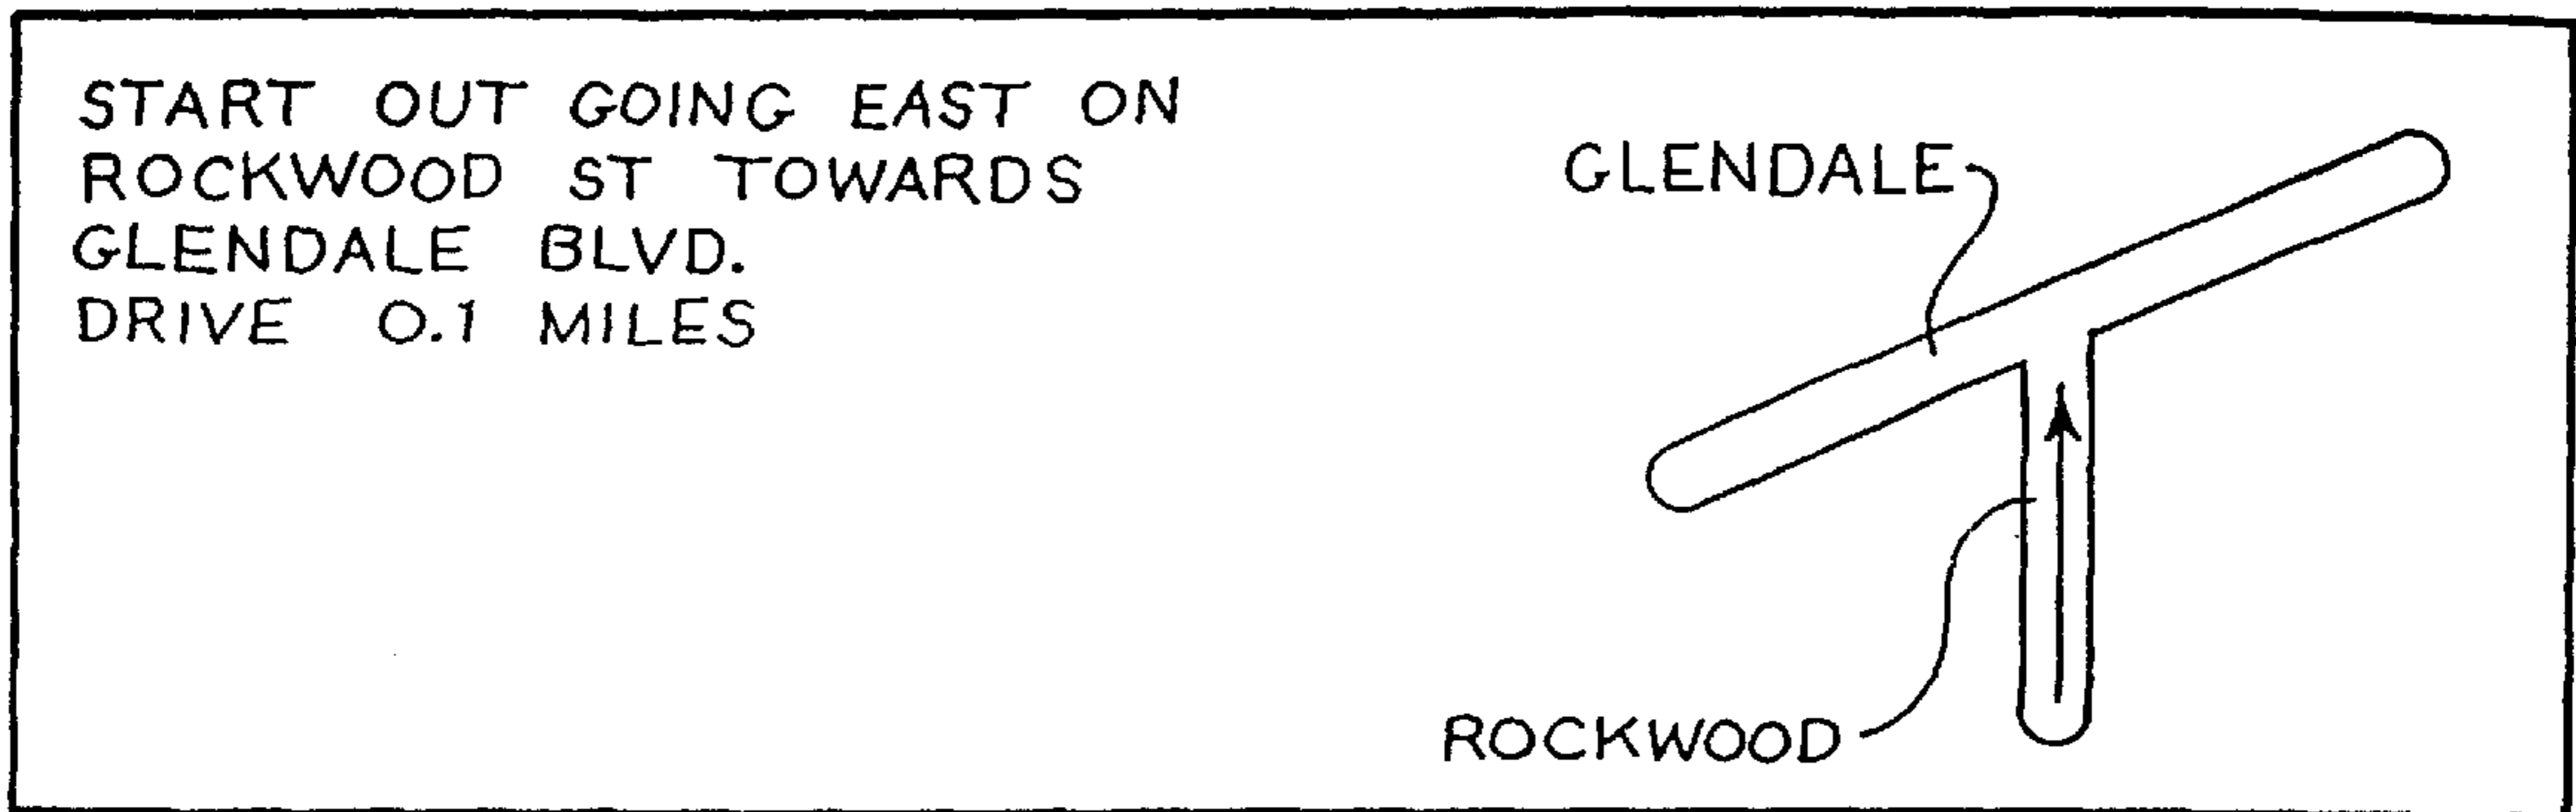 START OUT GOING EAST ON
ROCKWOOD ST TOWARDS
GLENDALE BLVD.
DRIVE 0.1 MILES
GLENDALE
ROCKWOOD